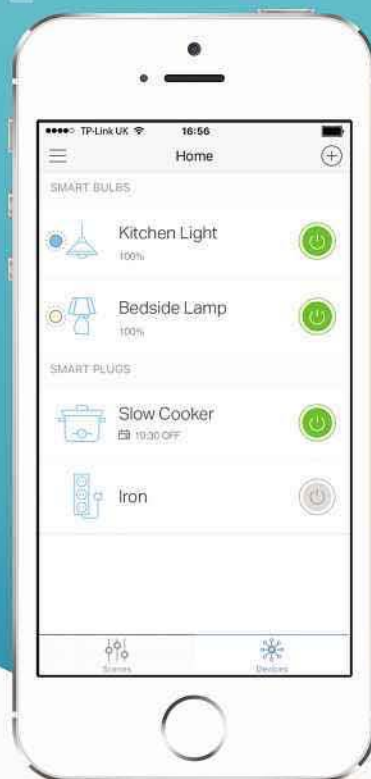 TP-Link UK 16:56
Home
SMART BULBS
Kitchen Light
100%
Bedside Lamp
100%
SMART PLUGS
Slow Cooker
19:30 OFF
Iron
Scenes Devices